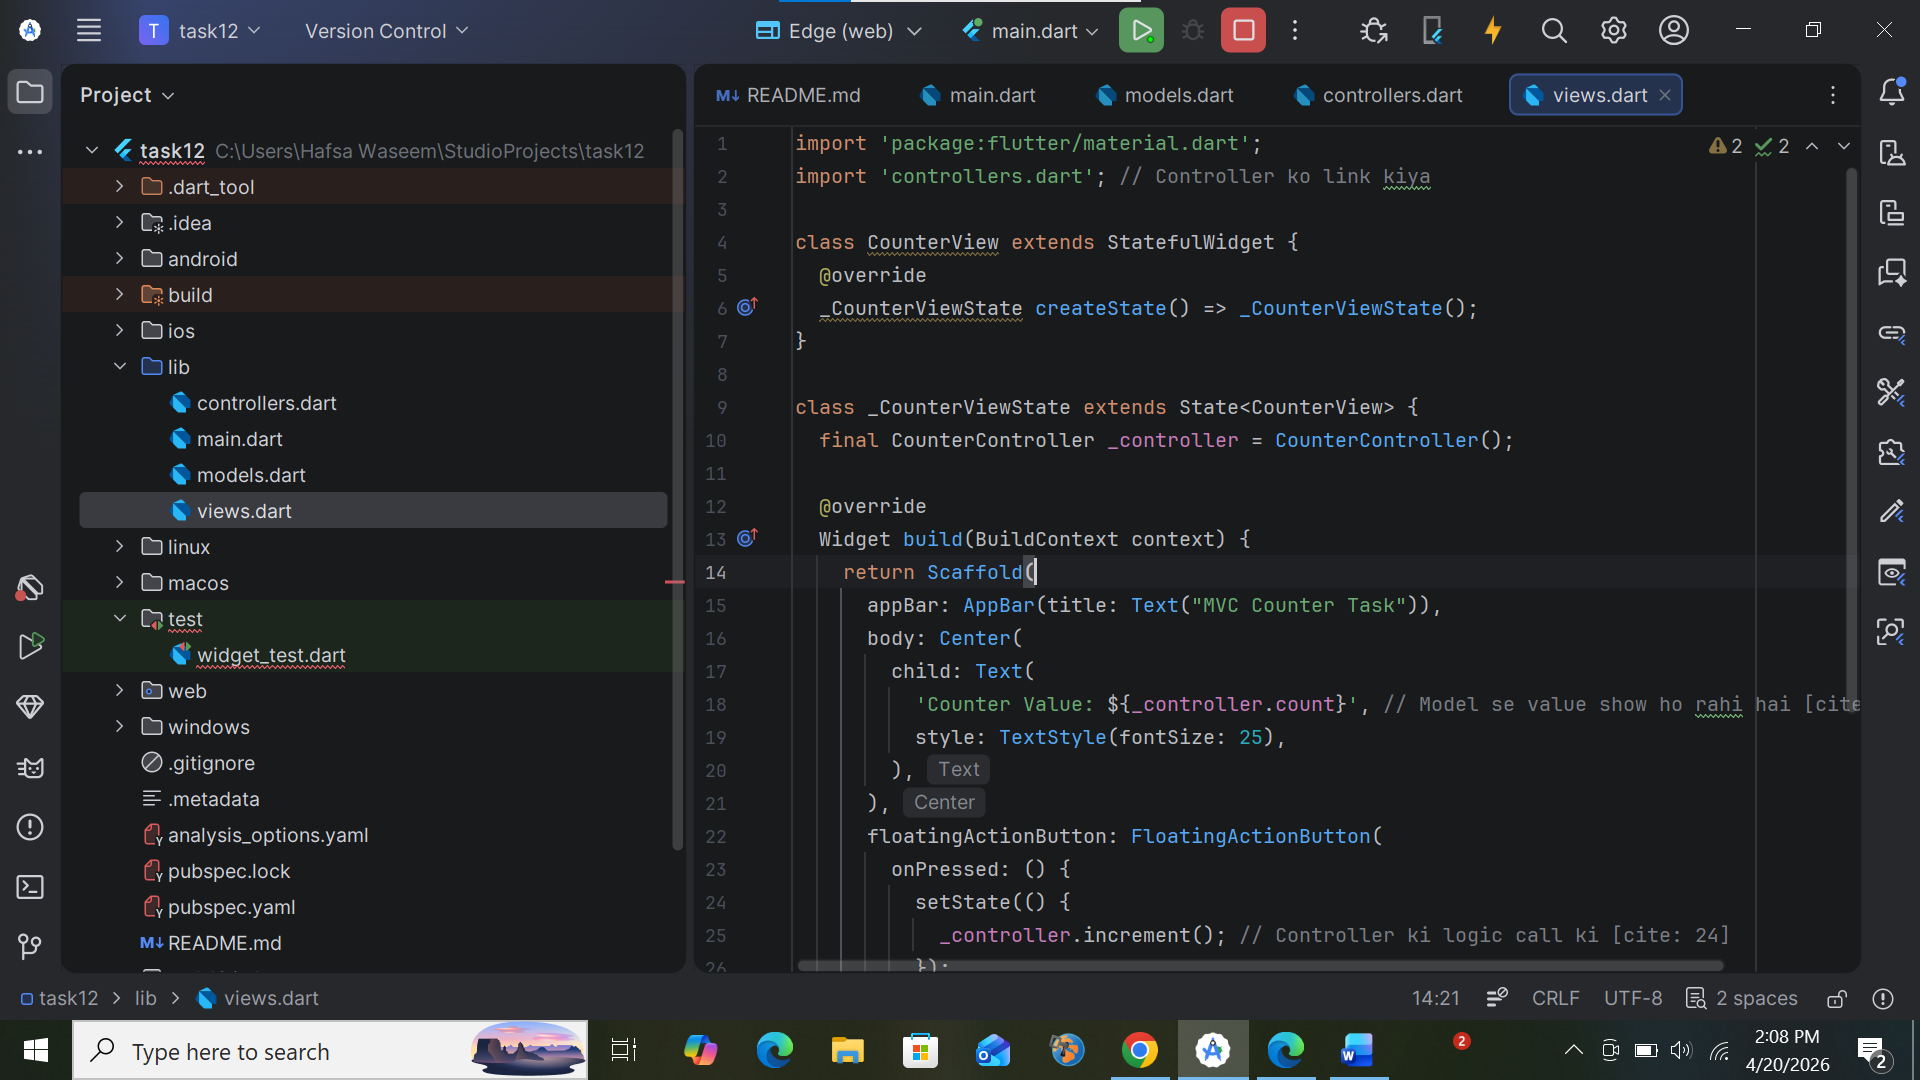 T task12 Version Control Edge (web) main.dart
Project
task12 C:\Users\Hafsa Waseem\StudioProjects\task12
.dart_tool
.idea
android
build
ios
lib
controllers.dart
main.dart
models.dart
views.dart
linux
macos
test
widget_test.dart
web
windows
.gitignore
.metadata
analysis_options.yaml
pubspec.lock
pubspec.yaml
M↓ README.md
M↓ README.md main.dart models.dart controllers.dart views.dart
2 2
1 import 'package:flutter/material.dart';
2 import 'controllers.dart'; // Controller ko link kiya
3
4 class CounterView extends StatefulWidget {
5 @override
6 _CounterViewState createState() => _CounterViewState();
7 }
8
9 class _CounterViewState extends State<CounterView> {
10 final CounterController _controller = CounterController();
11
12 @override
13 Widget build(BuildContext context) {
14 return Scaffold(
15 appBar: AppBar(title: Text("MVC Counter Task")),
16 body: Center(
17 child: Text(
18 'Counter Value: ${_controller.count}', // Model se value show ho rahi hai [cite
19 style: TextStyle(fontSize: 25),
20 ), Text
21 ), Center
22 floatingActionButton: FloatingActionButton(
23 onPressed: () {
24 setState(() {
25 _controller.increment(); // Controller ki logic call ki [cite: 24]
26 });
task12 > lib > views.dart 14:21 CRLF UTF-8 2 spaces
Type here to search
2
2:08 PM
4/20/2026
2